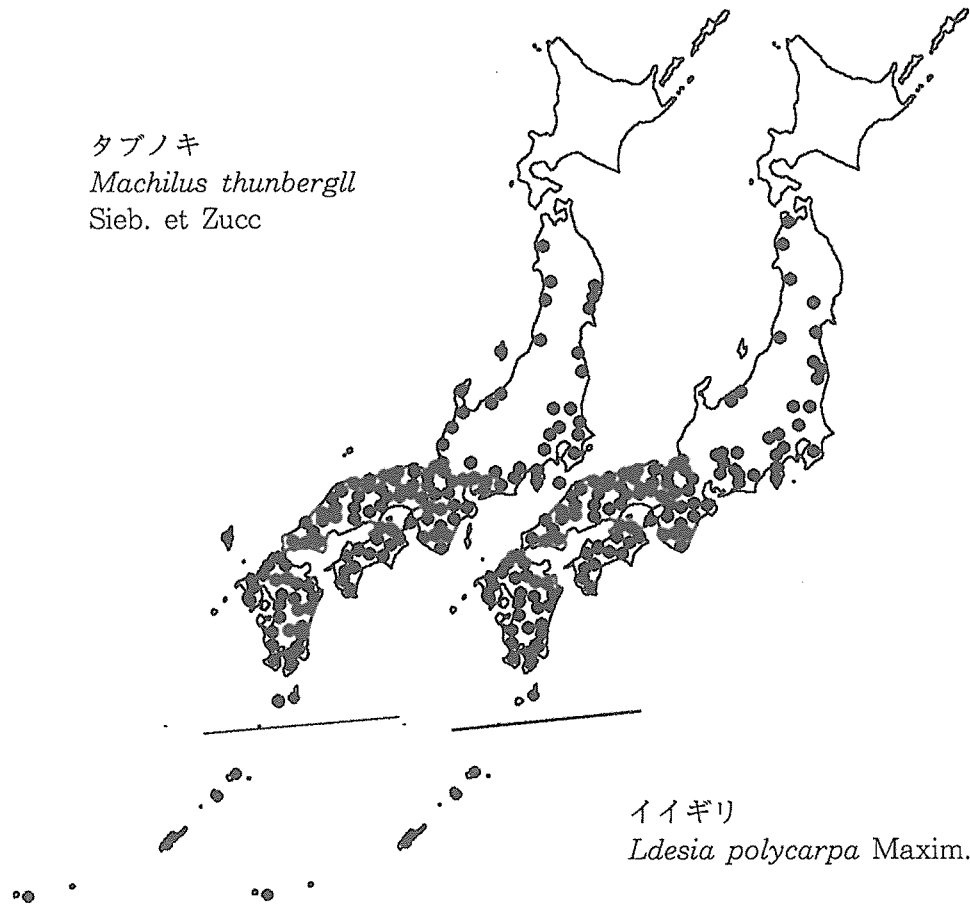 タブノキ
Machilus thunbergll
Sieb. et Zucc
イイギリ
Ldesia polycarpa Maxim.